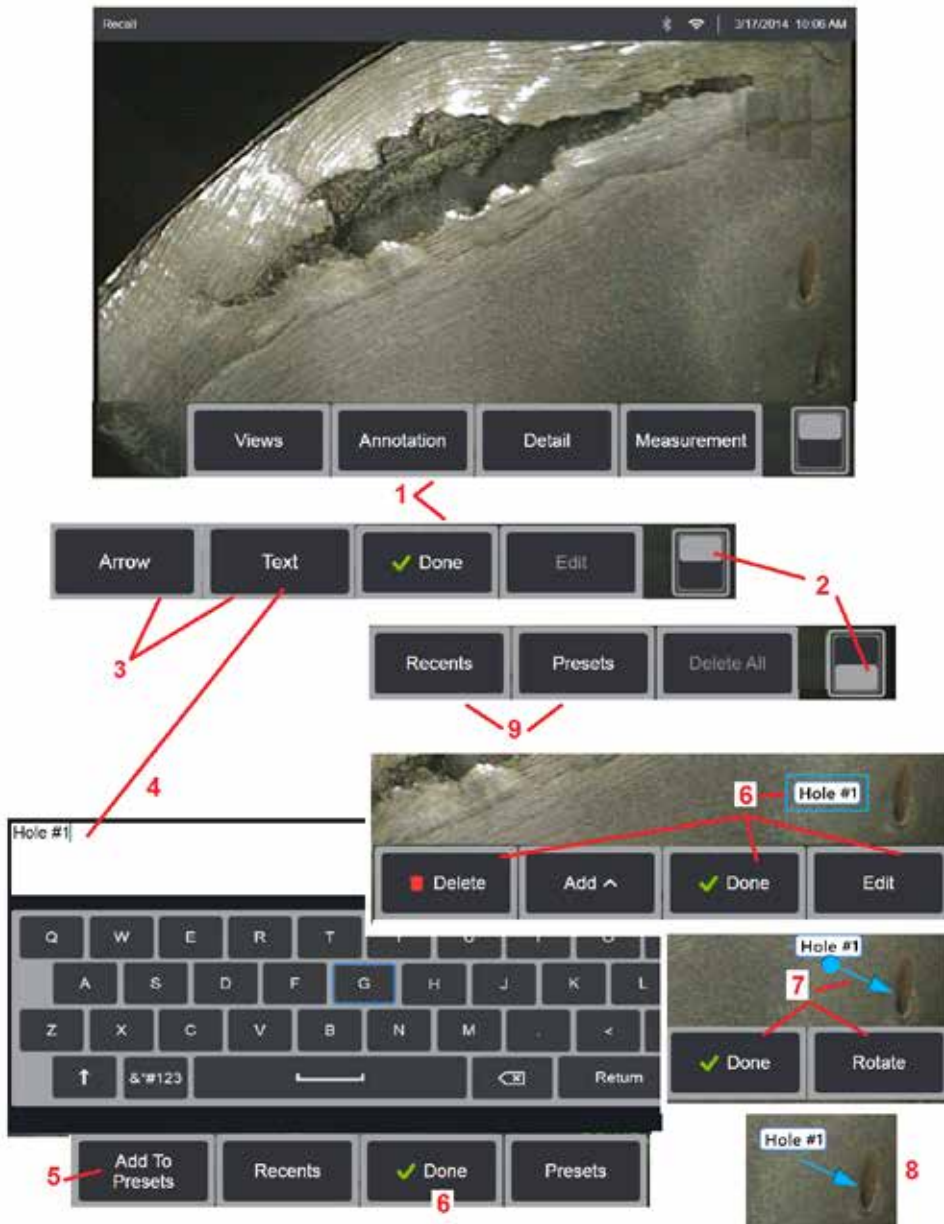 Recall 3/17/2014 10:06 AM
Views Annotation Detail Measurement
1
Arrow Text Done Edit
2
3
Recents Presets Delete All
9
4
6 Hole #1
Hole #1
Delete Add ^ Done Edit
Q W E R T
Hole #1
A S D F G H J K L
7
Z X C V B N M . <
Done Rotate
&"#123 Return
Hole #1
8
5 Add To Presets Recents Done Presets
6